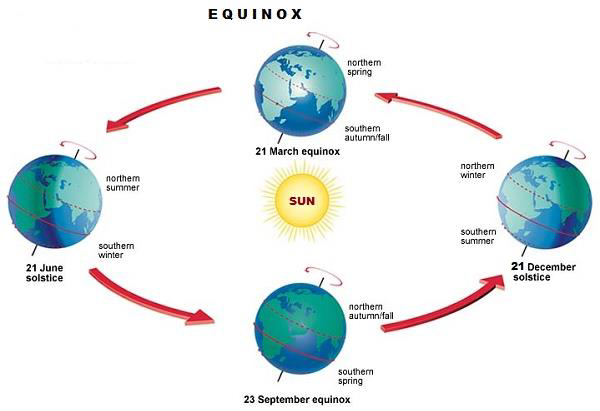 EQUINOX
northern
spring
southern
autumn/fall
21 March equinox
northern
summer
southern
winter
21 June
solstice
SUN
northern
winter
southern
summer
21 December
solstice
northern
autumn/fall
southern
spring
23 September equinox